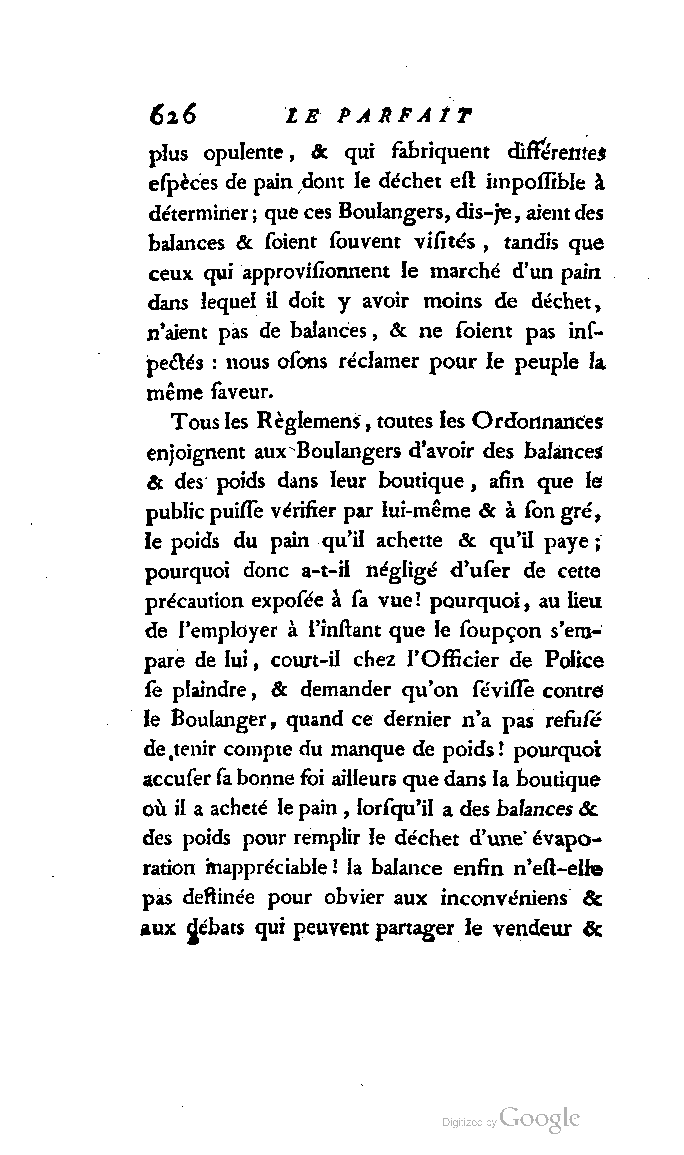 626 LE PARFAIT
plus opulente, & qui fabriquent différentes
eſpèces de pain dont le déchet eſt impoſſible à
déterminer; que ces Boulangers, dis-je, aient des
balances & ſoient ſouvent viſités, tandis que
ceux qui approviſionnent le marché d'un pain
dans lequel il doit y avoir moins de déchet,
n'aient pas de balances, & ne ſoient pas inſ-
pectés : nous oſons réclamer pour le peuple la
même faveur.
Tous les Règlemens, toutes les Ordonnances
enjoignent aux Boulangers d'avoir des balances
& des poids dans leur boutique, afin que le
public puiſſe vérifier par lui-même & à ſon gré,
le poids du pain qu'il achette & qu'il paye;
pourquoi donc a-t-il négligé d'uſer de cette
précaution expoſée à ſa vue! pourquoi, au lieu
de l'employer à l'inſtant que le ſoupçon s'em-
pare de lui, court-il chez l'Officier de Police
ſe plaindre, & demander qu'on ſéviſſe contre
le Boulanger, quand ce dernier n'a pas refuſé
de tenir compte du manque de poids! pourquoi
accuſer ſa bonne foi ailleurs que dans la boutique
où il a acheté le pain, lorſqu'il a des balances &
des poids pour remplir le déchet d'une évapo-
ration inappréciable! la balance enfin n'eſt-elle
pas deſtinée pour obvier aux inconvéniens &
aux débats qui peuvent partager le vendeur &
Digitized by Google